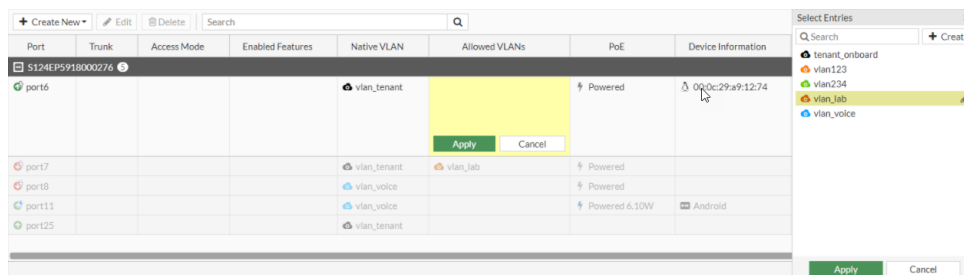 Create New Edit Delete Search
Port Trunk Access Mode Enabled Features Native VLAN Allowed VLANs PoE Device Information
S124EP5918000276 5
port6 vlan_tenant Powered 00:0c:29:a9:12:74
Apply Cancel
port7 vlan_tenant vlan_lab Powered
port8 vlan_voice Powered
port11 vlan_voice Powered 6.10W Android
port25 vlan_tenant
Select Entries
Search Creat
tenant_onboard
vlan123
vlan234
vlan_lab
vlan_voice
Apply Cancel